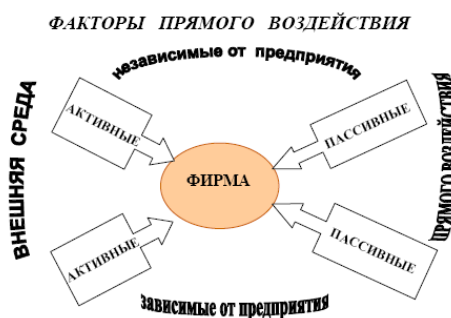 ФАКТОРЫ ПРЯМОГО ВОЗДЕЙСТВИЯ
независимые от предприятия
ВНЕШНЯЯ СРЕДА
АКТИВНЫЕ
ПАССИВНЫЕ
ПРЯМОГО ВОЗДЕЙСТВИЯ
ФИРМА
АКТИВНЫЕ
ПАССИВНЫЕ
зависимые от предприятия